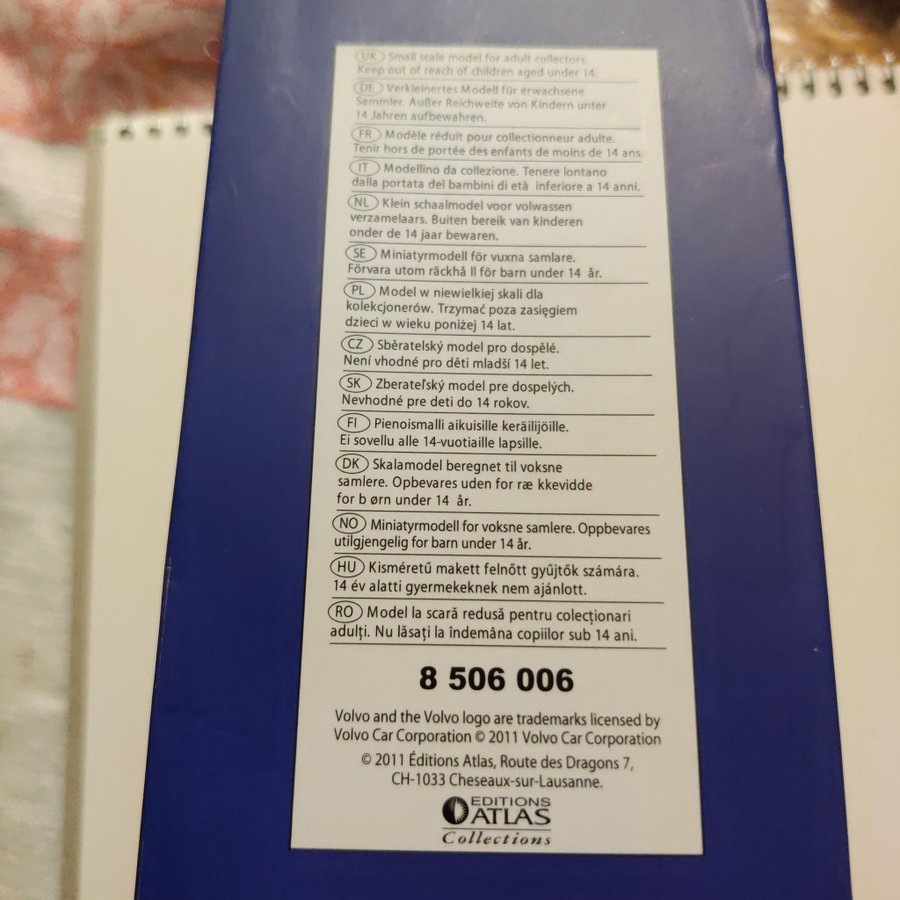 UK Small scale model for adult collectors.
Keep out of reach of children aged under 14.
DE Verkleinertes Modell für erwachsene
Sammler. Außer Reichweite von Kindern unter
14 Jahren aufbewahren.
FR Modèle réduit pour collectionneur adulte.
Tenir hors de portée des enfants de moins de 14 ans.
IT Modellino da collezione. Tenere lontano
dalla portata dei bambini di età inferiore a 14 anni.
NL Klein schaalmodel voor volwassen
verzamelaars. Buiten bereik van kinderen
onder de 14 jaar bewaren.
SE Miniatyrmodell för vuxna samlare.
Förvara utom räckhå ll för barn under 14 år.
PL Model w niewielkiej skali dla
kolekcjonerów. Trzymać poza zasięgiem
dzieci w wieku poniżej 14 lat.
CZ Sběratelský model pro dospělé.
Není vhodné pro děti mladší 14 let.
SK Zberateľský model pre dospelých.
Nevhodné pre deti do 14 rokov.
FI Pienoismalli aikuisille keräilijöille.
Ei sovellu alle 14-vuotiaille lapsille.
DK Skalamodel beregnet til voksne
samlere. Opbevares uden for ræ kkevidde
for b ørn under 14 år.
NO Miniatyrmodell for voksne samlere. Oppbevares
utilgjengelig for barn under 14 år.
HU Kisméretű makett felnőtt gyűjtők számára.
14 év alatti gyermekeknek nem ajánlott.
RO Model la scară redusă pentru colecționari
adulți. Nu lăsați la îndemâna copiilor sub 14 ani.
8 506 006
Volvo and the Volvo logo are trademarks licensed by
Volvo Car Corporation © 2011 Volvo Car Corporation
© 2011 Éditions Atlas, Route des Dragons 7,
CH-1033 Cheseaux-sur-Lausanne.
EDITIONS
ATLAS
Collections